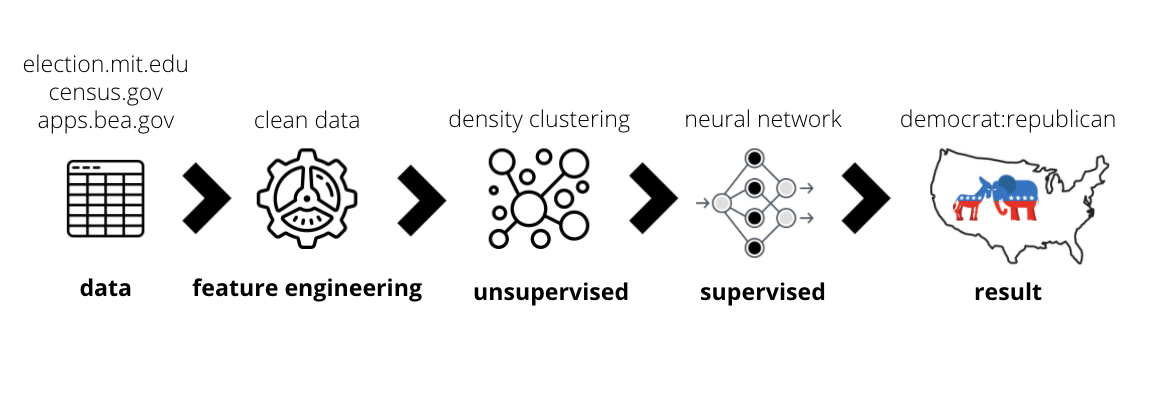 election.mit.edu
census.gov
apps.bea.gov
clean data
density clustering
neural network
democrat:republican
data
feature engineering
unsupervised
supervised
result